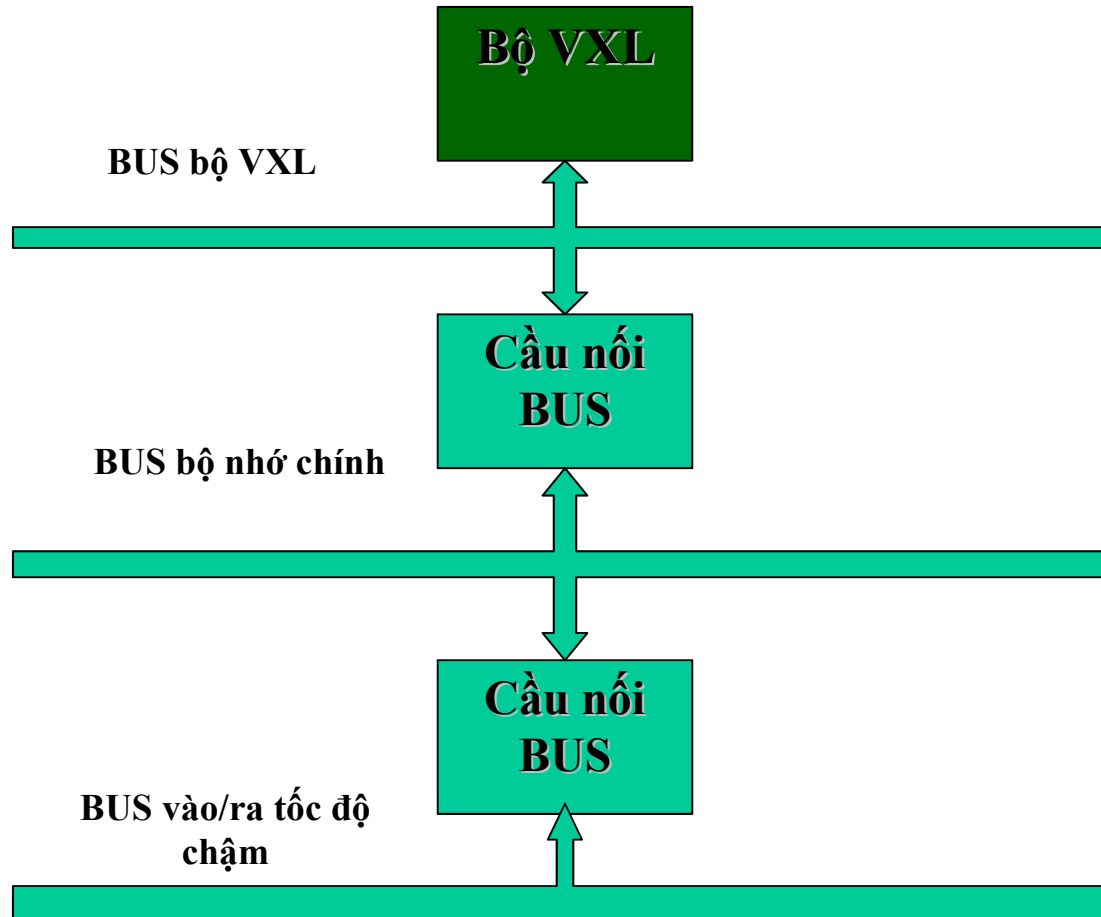 Bộ VXL
BUS bộ VXL
Cầu nối
BUS
BUS bộ nhớ chính
Cầu nối
BUS
BUS vào/ra tốc độ
chậm